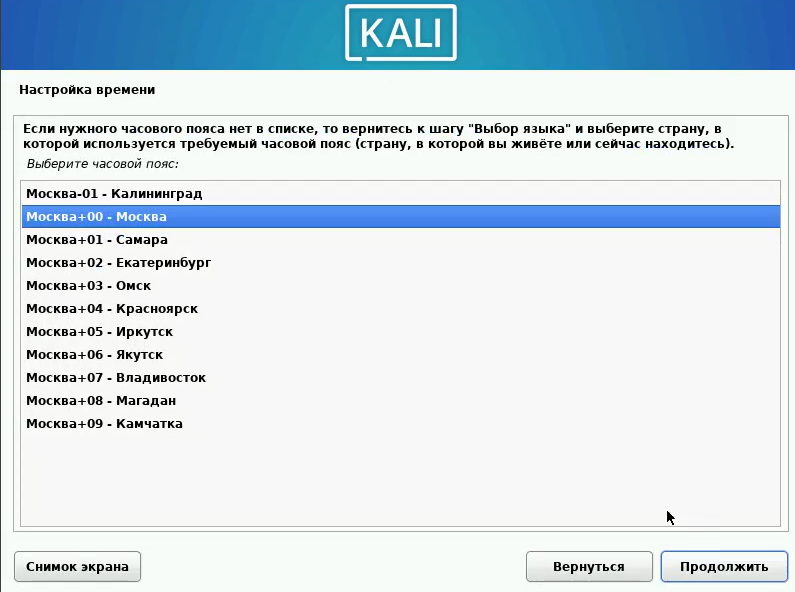 KALI
Настройка времени
Если нужного часового пояса нет в списке, то вернитесь к шагу "Выбор языка" и выберите страну, в
которой используется требуемый часовой пояс (страну, в которой вы живёте или сейчас находитесь).
Выберите часовой пояс:
Москва-01 - Калининград
Москва+00 - Москва
Москва+01 - Самара
Москва+02 - Екатеринбург
Москва+03 - Омск
Москва+04 - Красноярск
Москва+05 - Иркутск
Москва+06 - Якутск
Москва+07 - Владивосток
Москва+08 - Магадан
Москва+09 - Камчатка
Снимок экрана
Вернуться
Продолжить